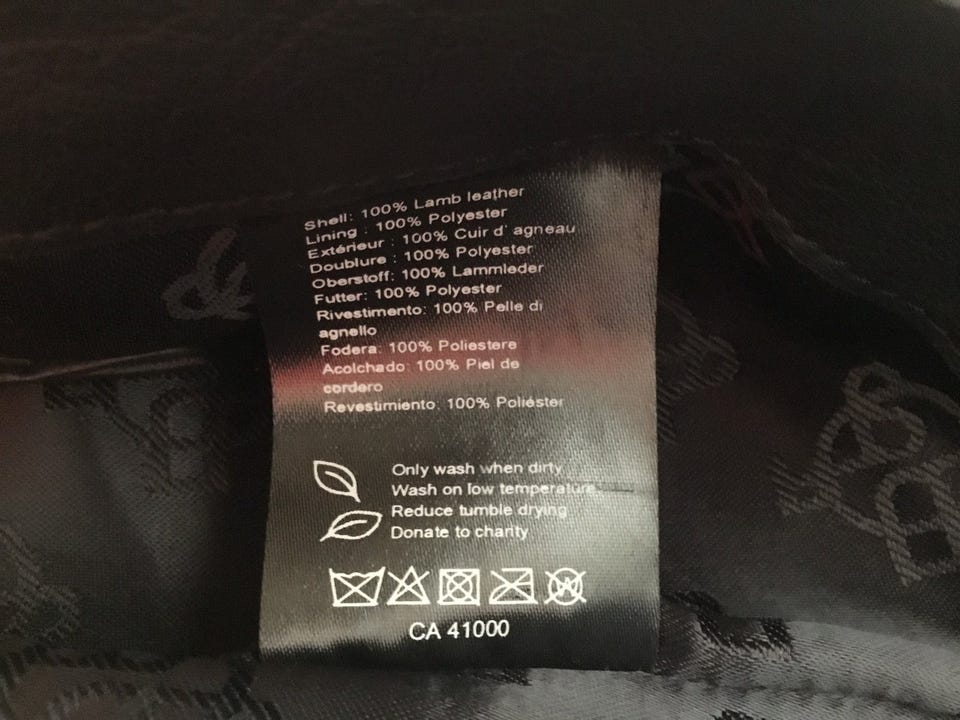 Shell: 100% Lamb leather
Lining : 100% Polyester
Extérieur : 100% Cuir d' agneau
Doublure : 100% Polyester
Oberstoff: 100% Lammleder
Futter: 100% Polyester
Rivestimento: 100% Pelle di
agnello
Fodera: 100% Poliestere
Acolchado: 100% Piel de
cordero
Revestimiento: 100% Poliéster
Only wash when dirty
Wash on low temperature
Reduce tumble drying
Donate to charity
W
CA 41000